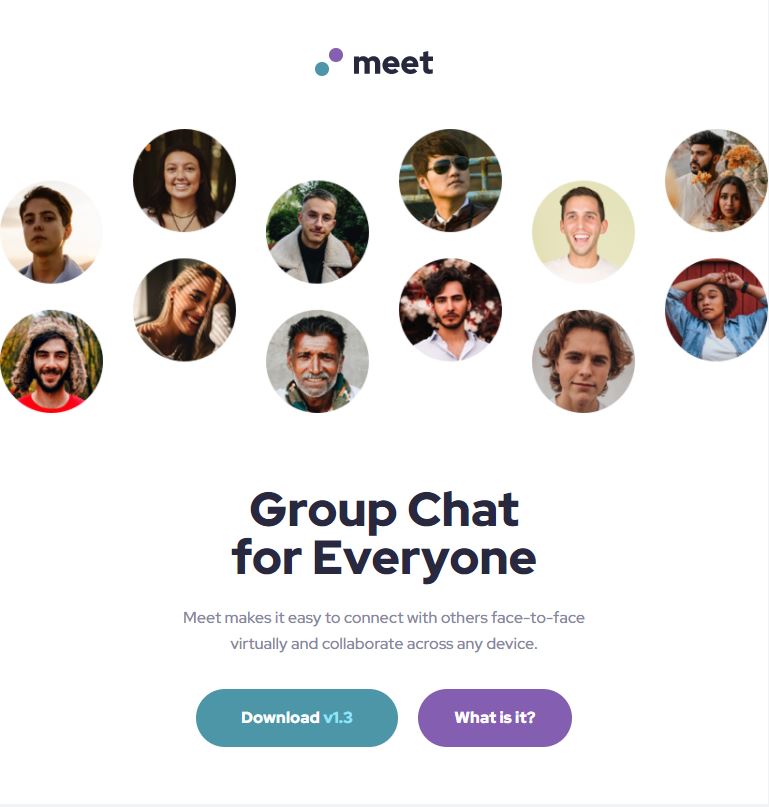 meet
Group Chat
for Everyone
Meet makes it easy to connect with others face-to-face
virtually and collaborate across any device.
Download v1.3
What is it?